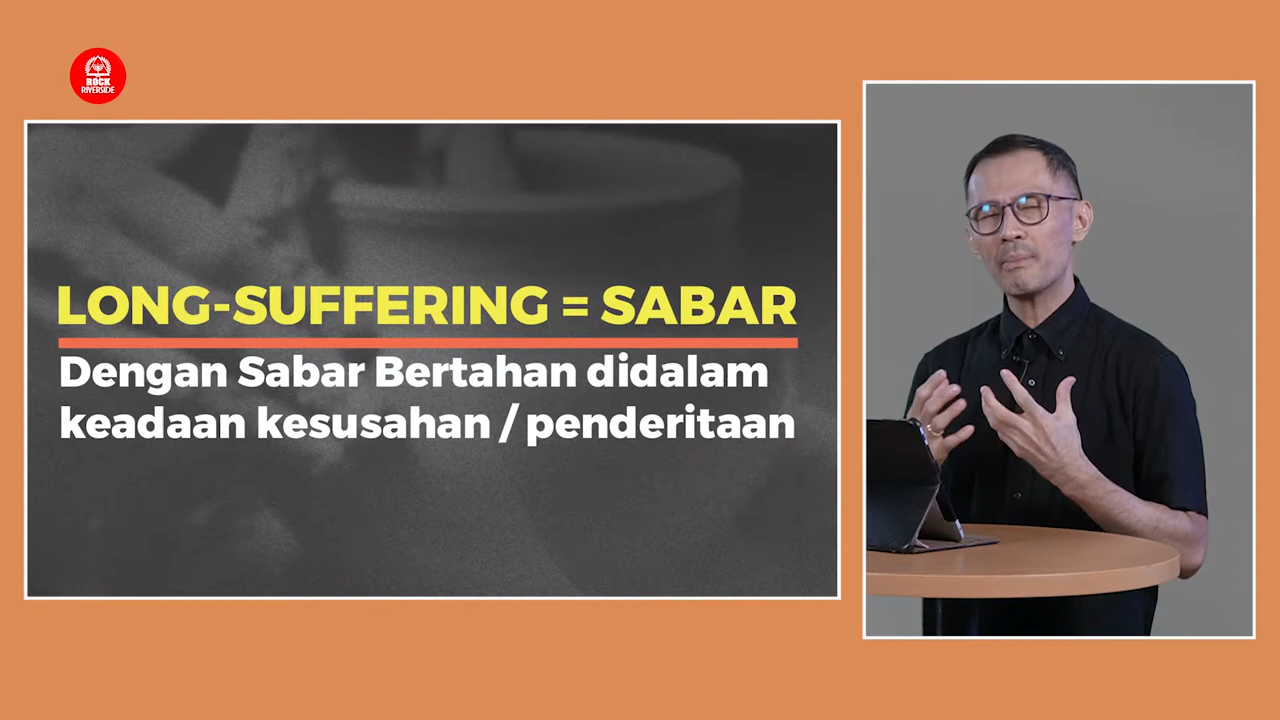 ROCK
RIVERSIDE
LONG-SUFFERING = SABAR
Dengan Sabar Bertahan didalam
keadaan kesusahan / penderitaan